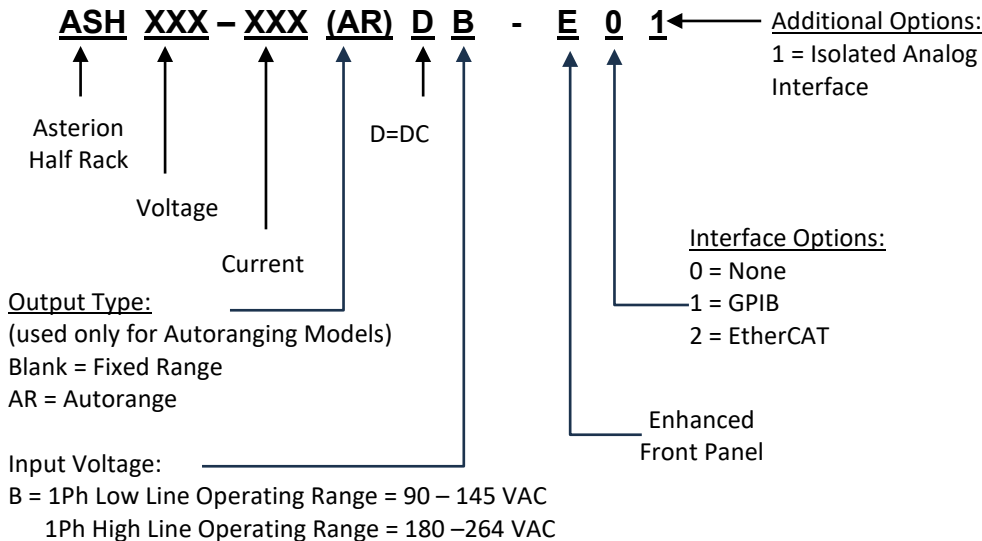 ASH XXX – XXX (AR) D B - E 0 1
Additional Options:
1 = Isolated Analog
Interface
Asterion
Half Rack
D=DC
Voltage
Current
Interface Options:
0 = None
1 = GPIB
2 = EtherCAT
Output Type:
(used only for Autoranging Models)
Blank = Fixed Range
AR = Autorange
Enhanced
Front Panel
Input Voltage:
B = 1Ph Low Line Operating Range = 90 – 145 VAC
1Ph High Line Operating Range = 180 –264 VAC